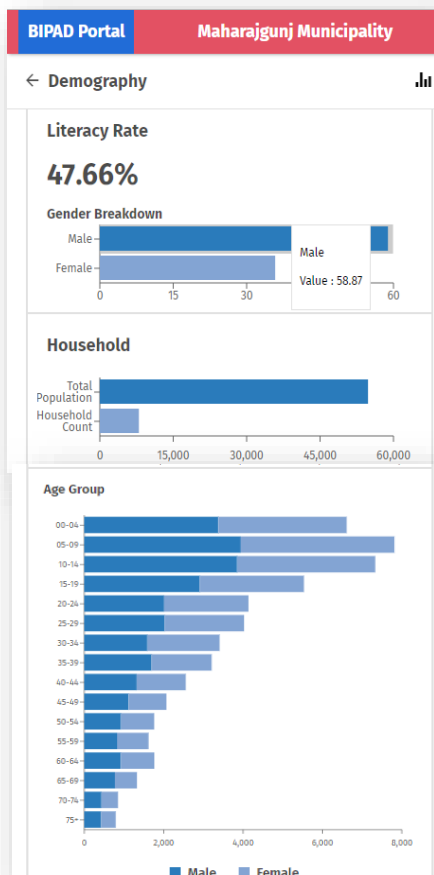 BIPAD Portal
Maharajgunj Municipality
← Demography
Literacy Rate
47.66%
Gender Breakdown
Male
Female
Male
Value : 58.87
0 15 30 60
Household
Total
Population
Household
Count
0 15,000 30,000 45,000 60,000
Age Group
00-04
05-09
10-14
15-19
20-24
25-29
30-34
35-39
40-44
45-49
50-54
55-59
60-64
65-69
70-74
75+
0 2,000 4,000 6,000 8,000
Male Female